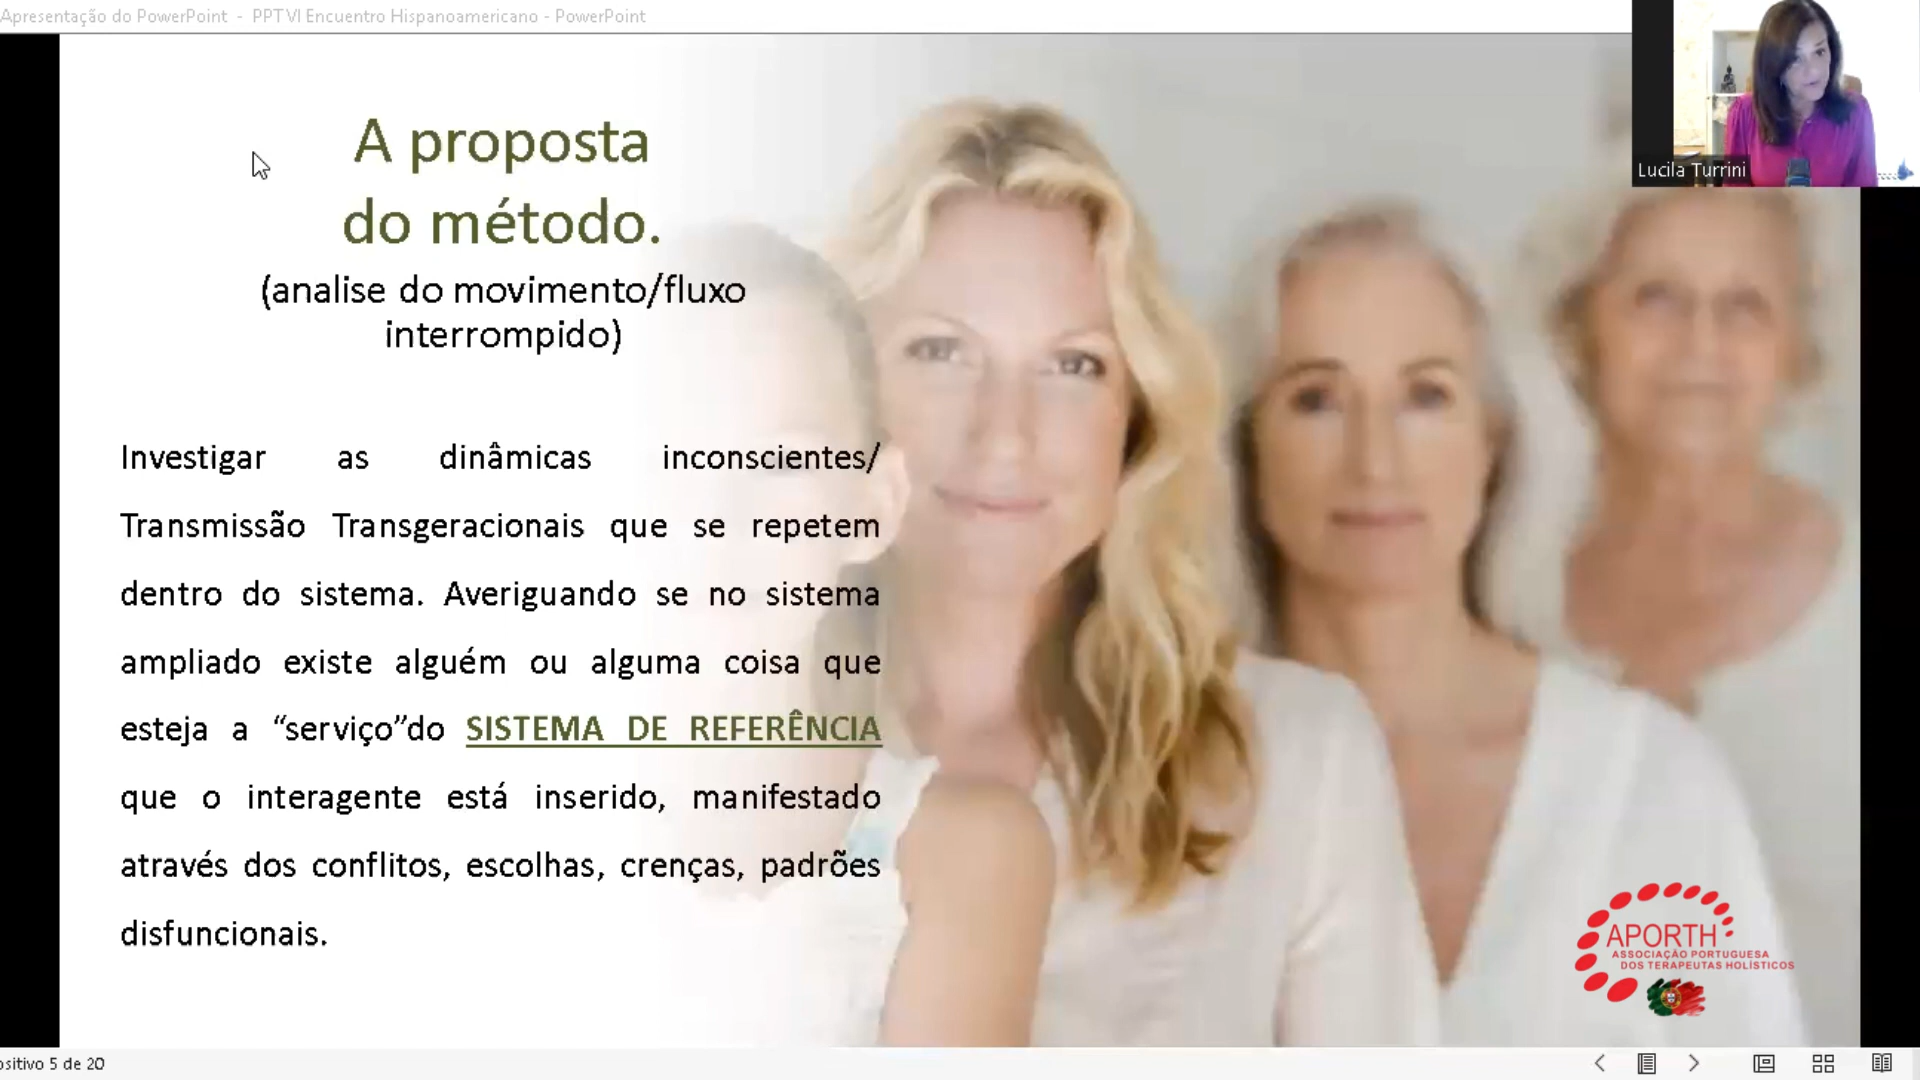 Apresentação do PowerPoint - PPT VI Encuentro Hispanoamericano - PowerPoint
Lucila Turrini
A proposta
do método.
(analise do movimento/fluxo
interrompido)
Investigar as dinâmicas inconscientes/
Transmissão Transgeracionais que se repetem
dentro do sistema. Averiguando se no sistema
ampliado existe alguém ou alguma coisa que
esteja a “serviço”do SISTEMA DE REFERÊNCIA
que o interagente está inserido, manifestado
através dos conflitos, escolhas, crenças, padrões
disfuncionais.
APORTH
ASSOCIAÇÃO PORTUGUESA
DOS TERAPEUTAS HOLÍSTICOS
ositivo 5 de 20